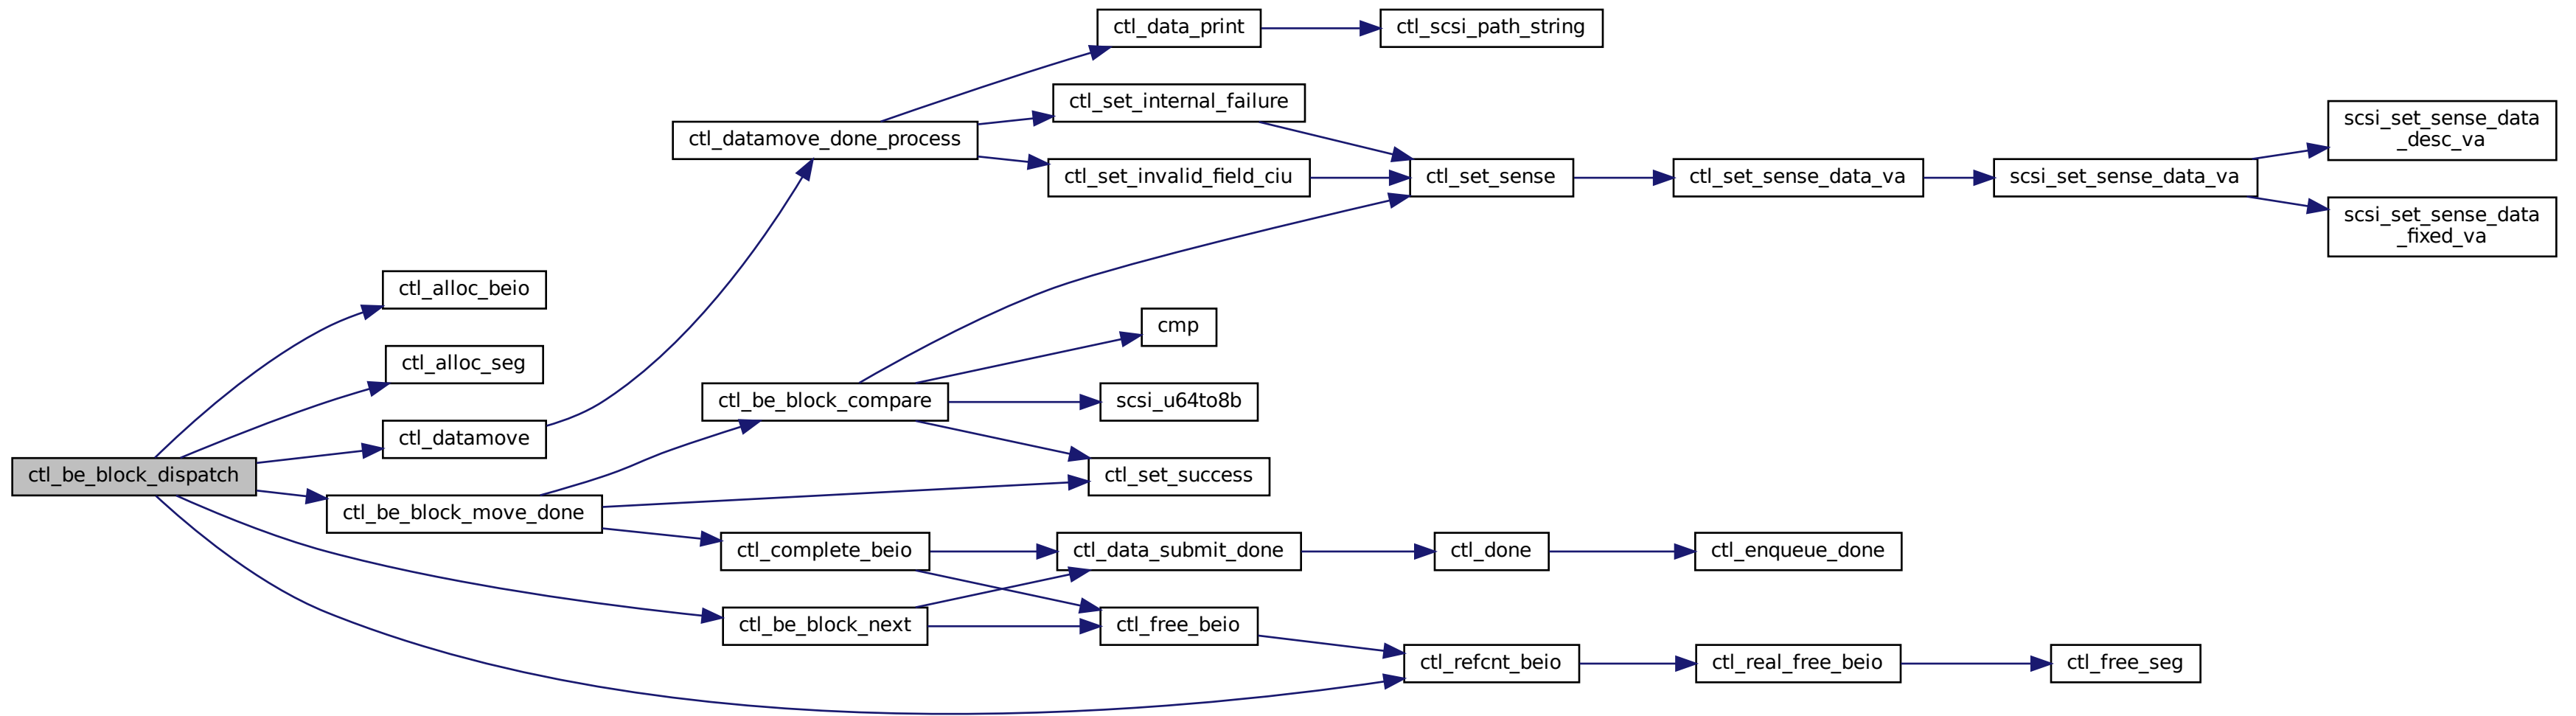 ctl_data_print
ctl_scsi_path_string
ctl_set_internal_failure
scsi_set_sense_data
_desc_va
ctl_datamove_done_process
ctl_set_invalid_field_ciu
ctl_set_sense
ctl_set_sense_data_va
scsi_set_sense_data_va
scsi_set_sense_data
_fixed_va
ctl_alloc_beio
cmp
ctl_alloc_seg
ctl_be_block_compare
scsi_u64to8b
ctl_datamove
ctl_be_block_dispatch
ctl_set_success
ctl_be_block_move_done
ctl_complete_beio
ctl_data_submit_done
ctl_done
ctl_enqueue_done
ctl_be_block_next
ctl_free_beio
ctl_refcnt_beio
ctl_real_free_beio
ctl_free_seg